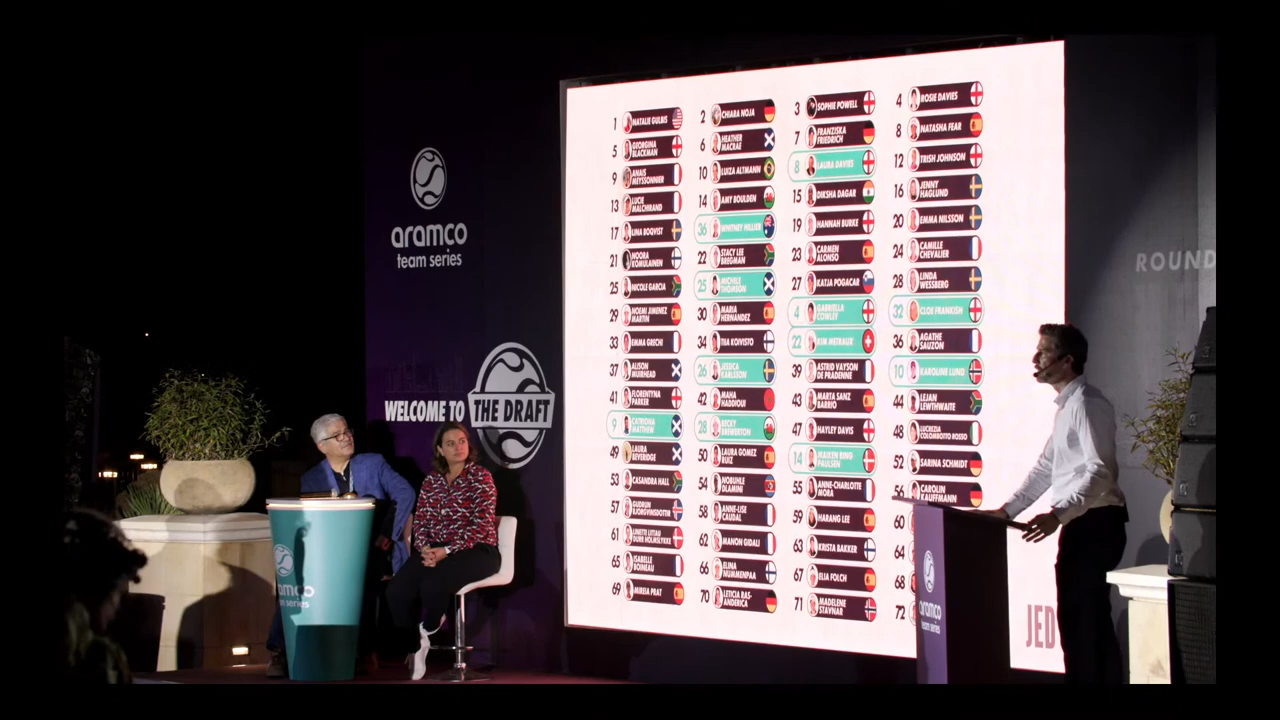 aramco
team series
WELCOME TO THE DRAFT
1 NATALIE GULBIS
2 CHIARA NOJA
3 SOPHIE POWELL
4 ROSIE DAVIES
5 GEORGINA BLACKMAN
6 HEATHER MACRAE
7 FRANZISKA FRIEDRICH
8 NATASHA FEAR
9 ANAIS MEYSSONNIER
10 LUIZA ALTMANN
8 LAURA DAVIES
12 TRISH JOHNSON
13 LUCIE MALCHIRAND
14 AMY BOULDEN
15 DIKSHA DAGAR
16 JENNY HAGLUND
17 LINA BOQVIST
36 WHITNEY HILLIER
19 HANNAH BURKE
20 EMMA NILSSON
21 NOORA KOMULAINEN
22 STACY LEE BREGMAN
23 CARMEN ALONSO
24 CAMILLE CHEVALIER
25 NICOLE GARCIA
25 MICHELE THOMSON
27 KATJA POGACAR
28 LINDA WESSBERG
29 NOEMI JIMENEZ MARTIN
30 MARIA HERNANDEZ
4 GABRIELLA COWLEY
32 CLOE FRANKISH
33 EMMA GRECHI
34 TIIA KOIVISTO
22 KIM METRAUX
36 AGATHE SAUZON
37 ALISON MUIRHEAD
26 JESSICA KARLSSON
39 ASTRID VAYSON DE PRADENNE
10 KAROLINE LUND
41 FLORENTYNA PARKER
42 MAHA HADDIOUI
43 MARTA SANZ BARRIO
44 LEJAN LEWTHWAITE
9 CATRIONA MATTHEW
28 BECKY BREWERTON
47 HAYLEY DAVIS
48 LUCREZIA COLOMBOTTO ROSSO
49 LAURA BEVERIDGE
50 LAURA GOMEZ RUIZ
14 MAIKEN BING PAULSEN
52 SARINA SCHMIDT
53 CASANDRA HALL
54 NOBUHLE DLAMINI
55 ANNE-CHARLOTTE MORA
56 CAROLIN KAUFFMANN
57 GUDRUN BJORGVINSDOTTIR
58 ANNE-LISE CAUDAL
59 HARANG LEE
60
61 LINETTE LITTAU DURR HOLMSLYKKE
62 MANON GIDALI
63 KRISTA BAKKER
64
65 ISABELLE BOINEAU
66 ELINA NUMMENPAA
67 ELIA FOLCH
68
69 MIREIA PRAT
70 LETICIA RAS-ANDERICA
71 MADELENE STAVNAR
72
JED
ROUND
aramco
team series